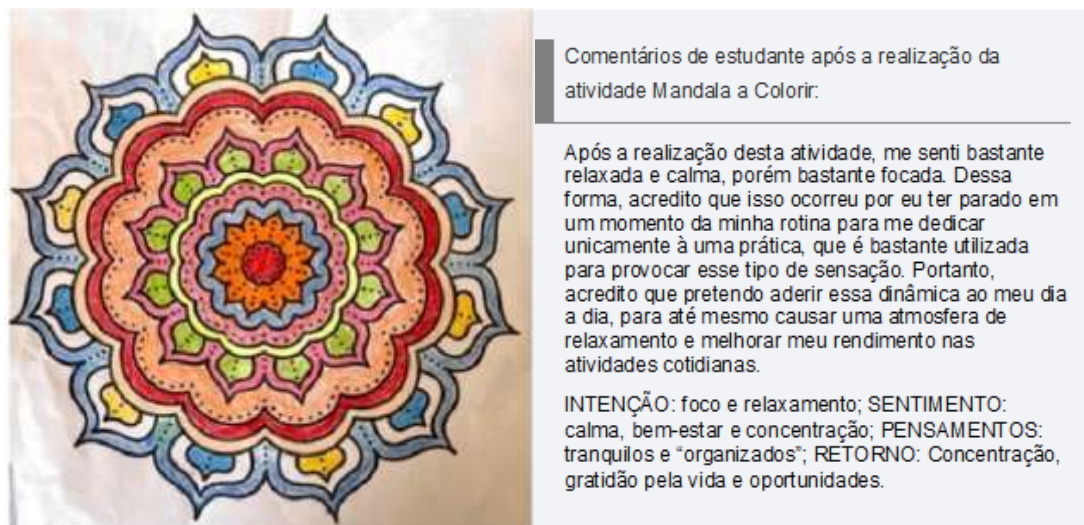 Comentários de estudante após a realização da
atividade Mandala a Colorir:
Após a realização desta atividade, me senti bastante
relaxada e calma, porém bastante focada. Dessa
forma, acredito que isso ocorreu por eu ter parado em
um momento da minha rotina para me dedicar
unicamente à uma prática, que é bastante utilizada
para provocar esse tipo de sensação. Portanto,
acredito que pretendo aderir essa dinâmica ao meu dia
a dia, para até mesmo causar uma atmosfera de
relaxamento e melhorar meu rendimento nas
atividades cotidianas.
INTENÇÃO: foco e relaxamento; SENTIMENTO:
calma, bem-estar e concentração; PENSAMENTOS:
tranquilos e “organizados”; RETORNO: Concentração,
gratidão pela vida e oportunidades.